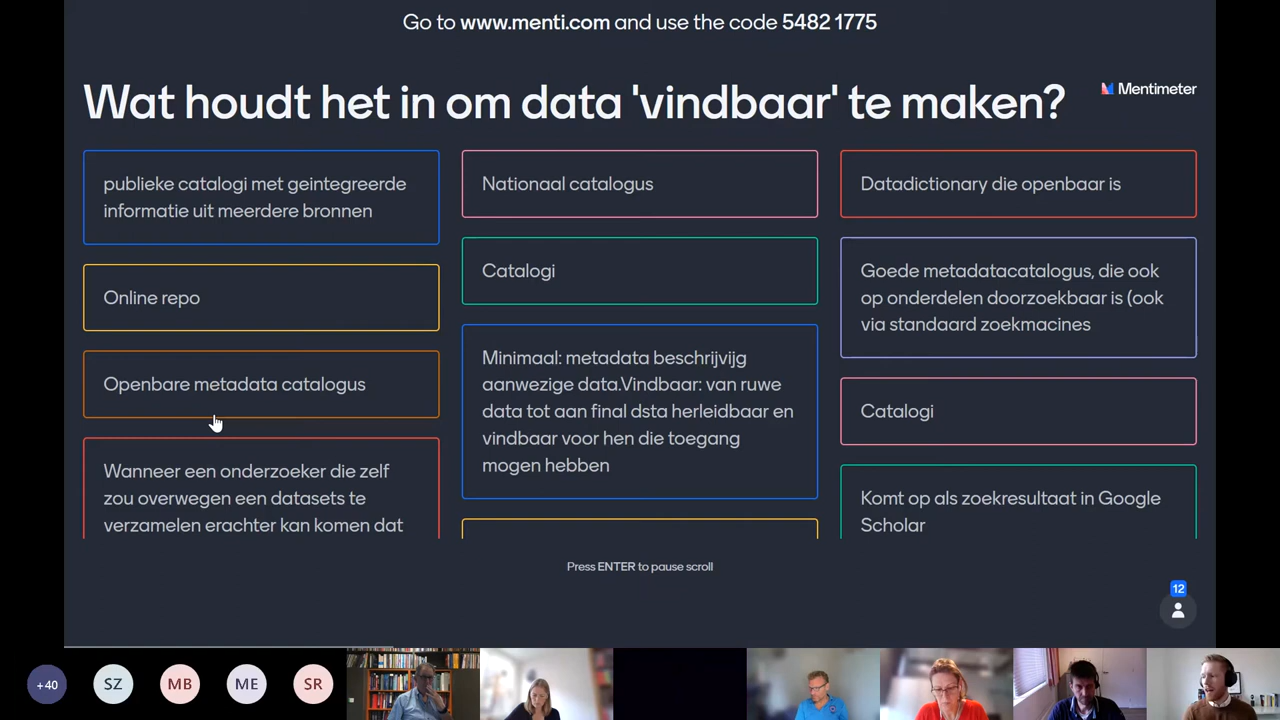 Go to www.menti.com and use the code 5482 1775
Wat houdt het in om data 'vindbaar' te maken?
Mentimeter
publieke catalogi met geintegreerde
informatie uit meerdere bronnen
Online repo
Openbare metadata catalogus
Wanneer een onderzoeker die zelf
zou overwegen een datasets te
verzamelen erachter kan komen dat
Nationaal catalogus
Catalogi
Minimaal: metadata beschrijvijg
aanwezige data.Vindbaar: van ruwe
data tot aan final dsta herleidbaar en
vindbaar voor hen die toegang
mogen hebben
Datadictionary die openbaar is
Goede metadatacatalogus, die ook
op onderdelen doorzoekbaar is (ook
via standaard zoekmacines
Catalogi
Komt op als zoekresultaat in Google
Scholar
Press ENTER to pause scroll
12
+40
SZ
MB
ME
SR